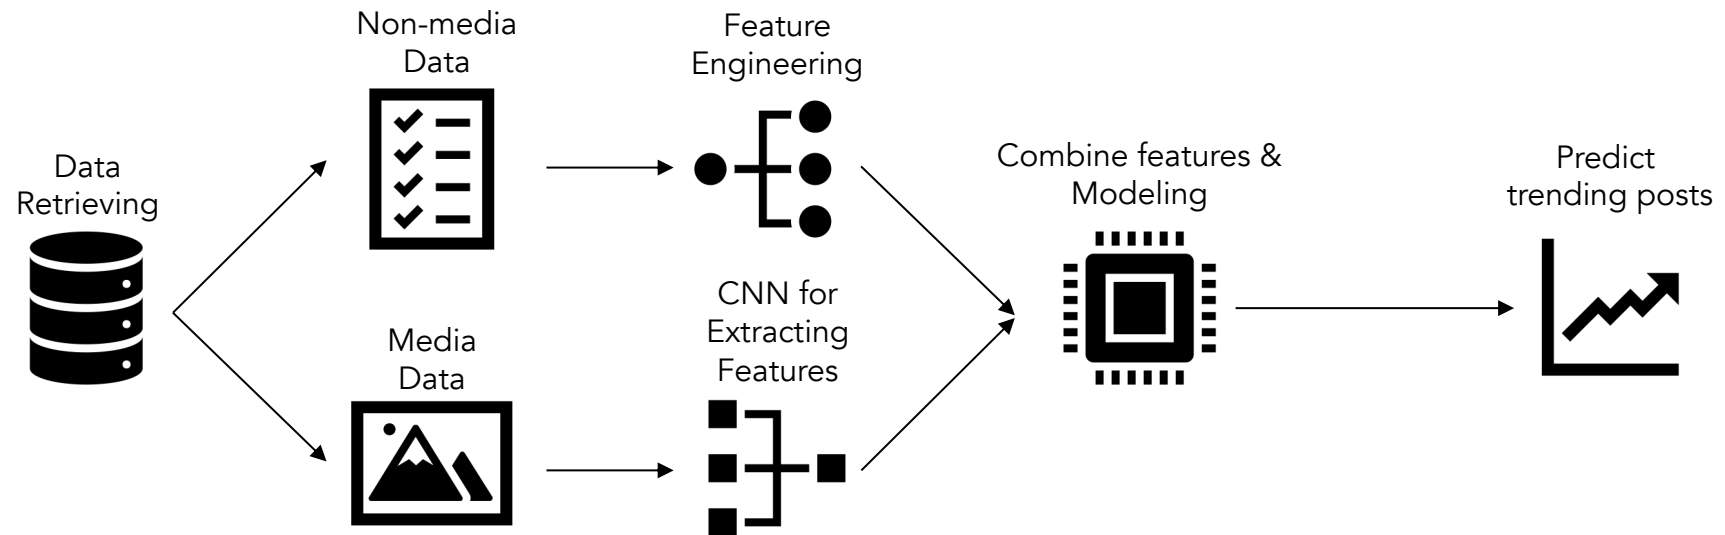 Data
Retrieving
Non-media
Data
Media
Data
Feature
Engineering
CNN for
Extracting
Features
Combine features &
Modeling
Predict
trending posts